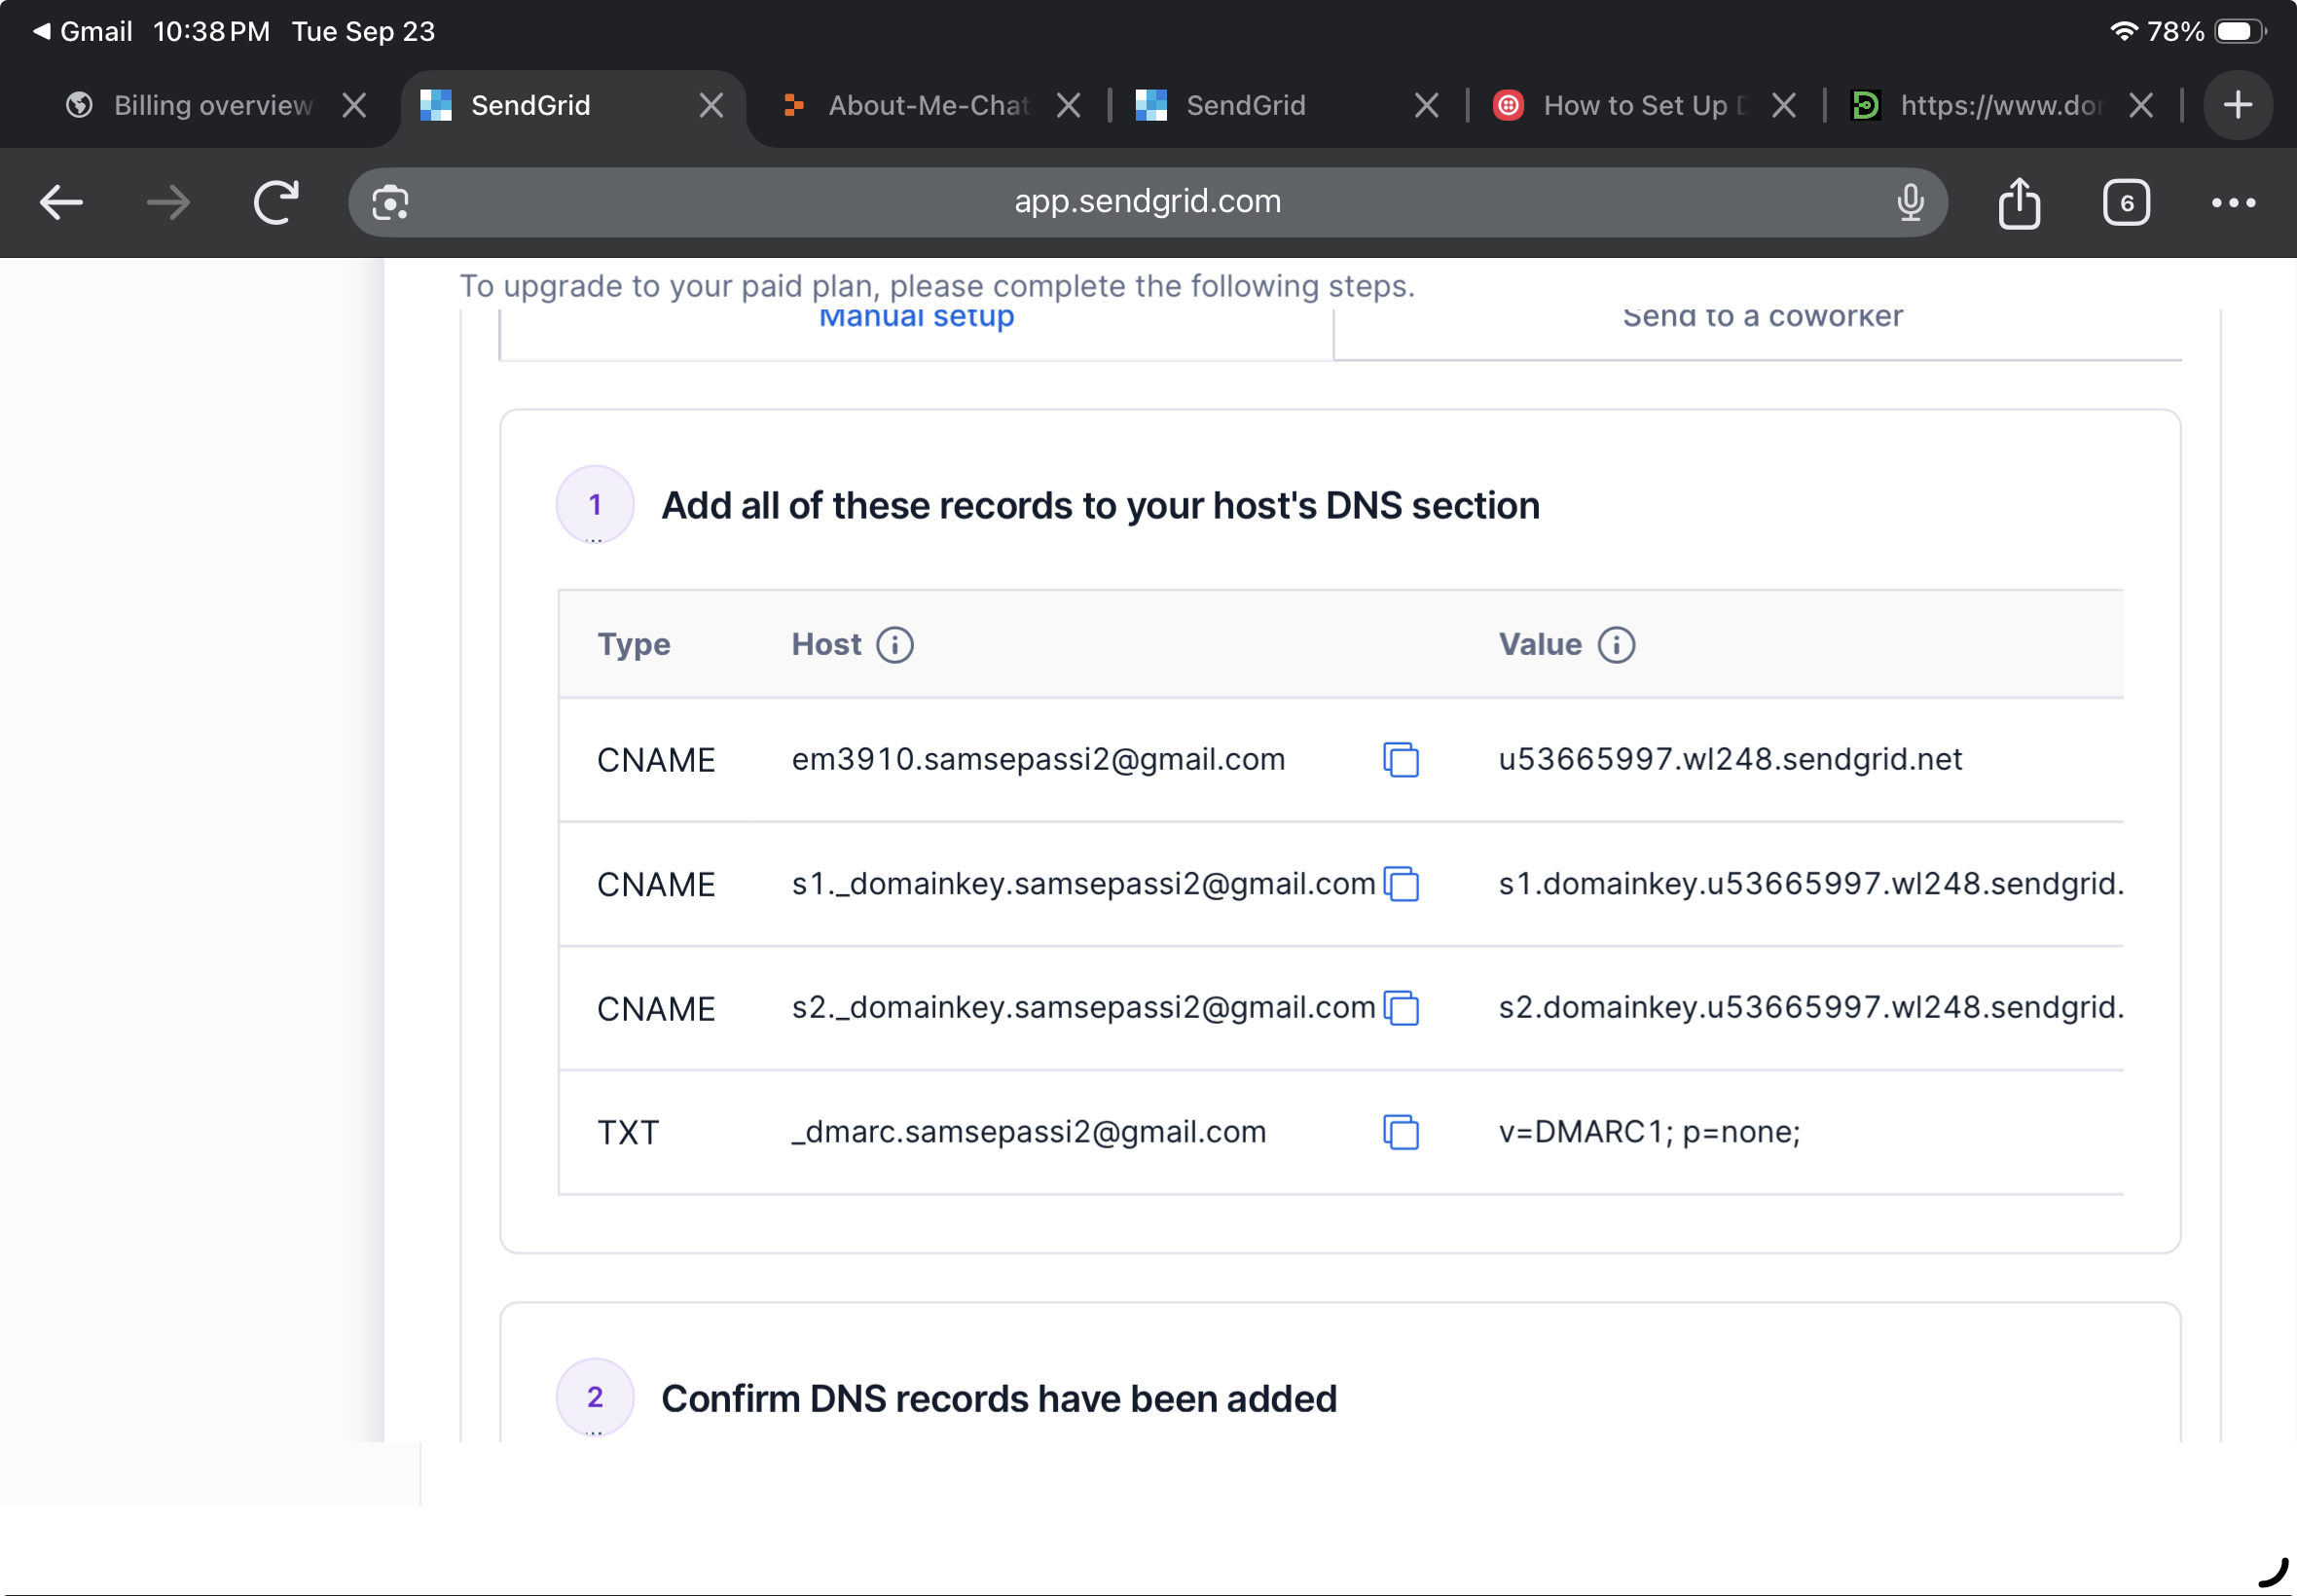 Gmail 10:38 PM Tue Sep 23 78%
Billing overview SendGrid About-Me-Chat SendGrid How to Set Up D https://www.dor
app.sendgrid.com 6
To upgrade to your paid plan, please complete the following steps.
Manual setup Send to a coworker
1 Add all of these records to your host's DNS section
...
Type Host Value
CNAME em3910.samsepassi2@gmail.com u53665997.wl248.sendgrid.net
CNAME s1._domainkey.samsepassi2@gmail.com s1.domainkey.u53665997.wl248.sendgrid.
CNAME s2._domainkey.samsepassi2@gmail.com s2.domainkey.u53665997.wl248.sendgrid.
TXT _dmarc.samsepassi2@gmail.com v=DMARC1; p=none;
2 Confirm DNS records have been added
...